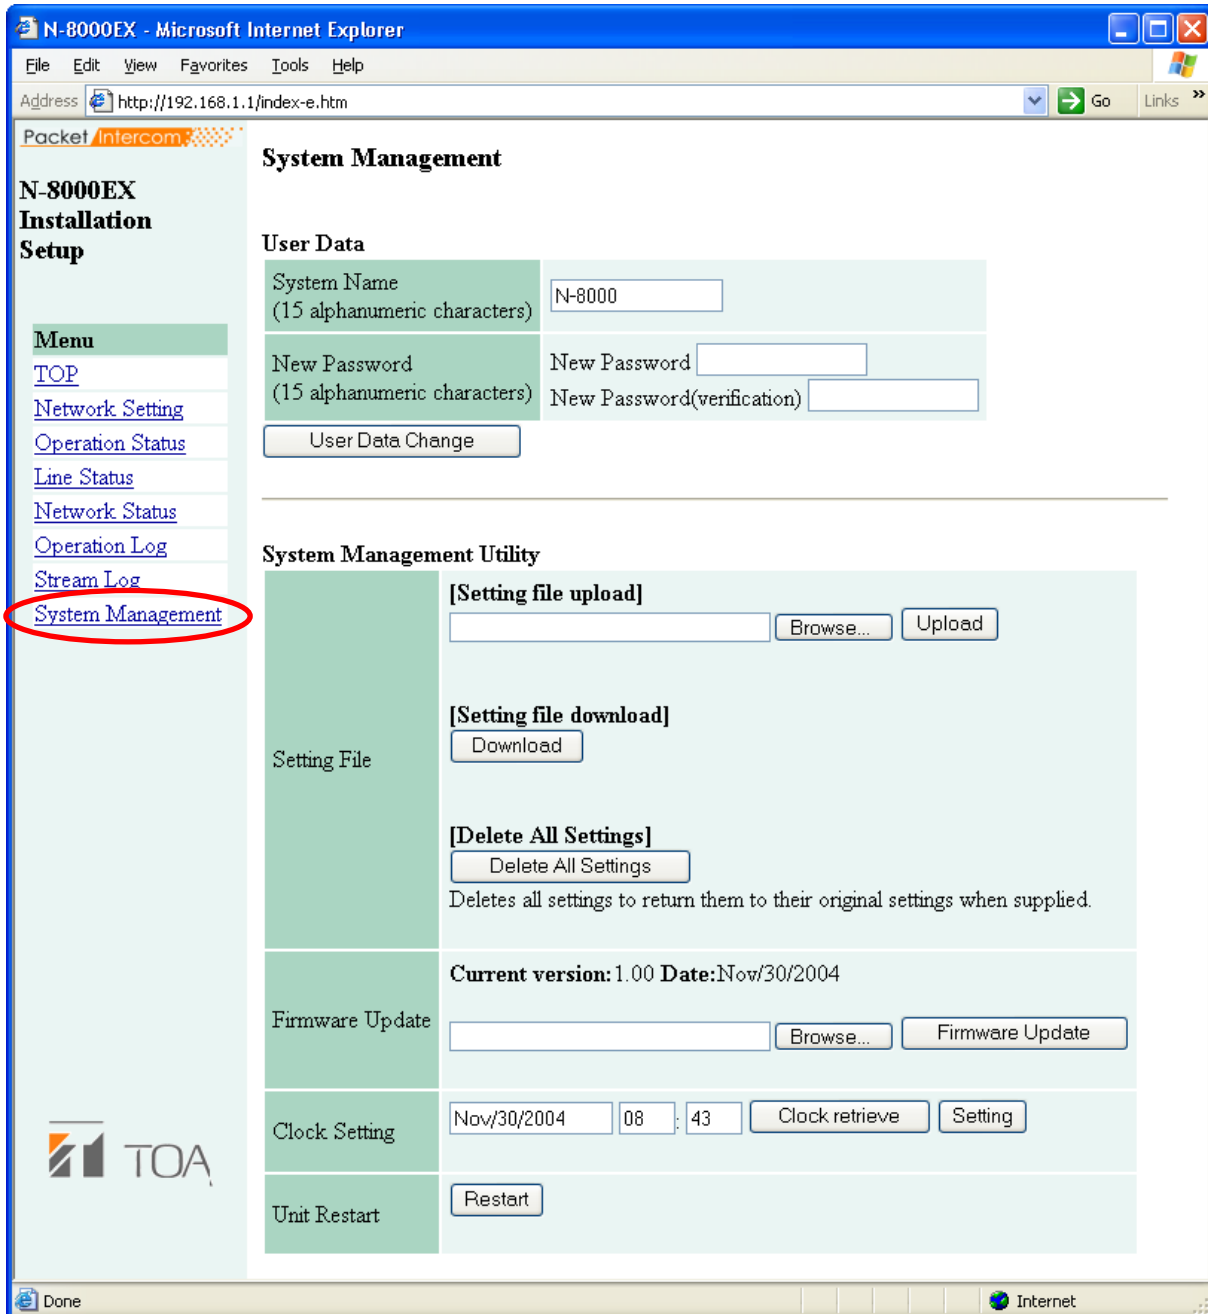 N-8000EX - Microsoft Internet Explorer
File Edit View Favorites Tools Help
Address http://192.168.1.1/index-e.htm Go Links »
Packet Intercom
N-8000EX
Installation
Setup
Menu
TOP
Network Setting
Operation Status
Line Status
Network Status
Operation Log
Stream Log
System Management
TOA
System Management
User Data
System Name
(15 alphanumeric characters)
N-8000
New Password
(15 alphanumeric characters)
New Password
New Password(verification)
User Data Change
System Management Utility
Setting File
[Setting file upload]
Browse... Upload
[Setting file download]
Download
[Delete All Settings]
Delete All Settings
Deletes all settings to return them to their original settings when supplied.
Firmware Update
Current version:1.00 Date:Nov/30/2004
Browse... Firmware Update
Clock Setting
Nov/30/2004 08 : 43 Clock retrieve Setting
Unit Restart
Restart
Done Internet